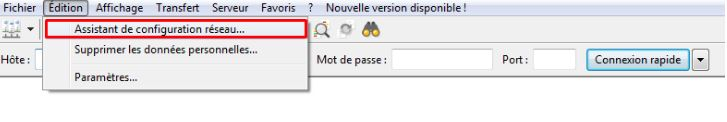 Fichier Édition Affichage Transfert Serveur Favoris ? Nouvelle version disponible !
Assistant de configuration réseau...
Supprimer les données personnelles...
Hôte : Mot de passe : Port : Connexion rapide
Paramètres...